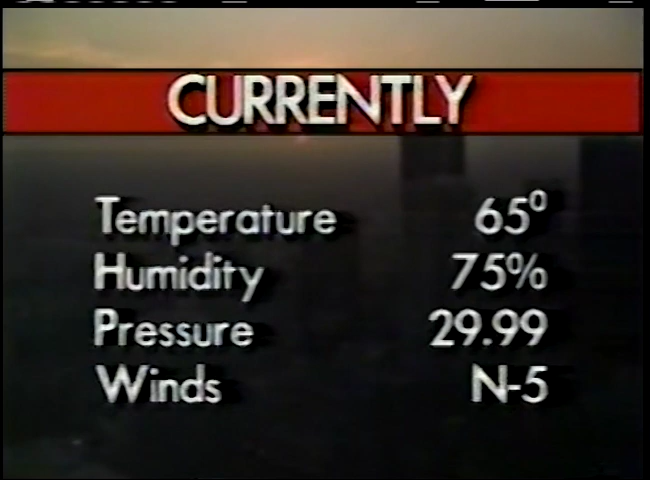 CURRENTLY
Temperature 65°
Humidity 75%
Pressure 29.99
Winds N-5